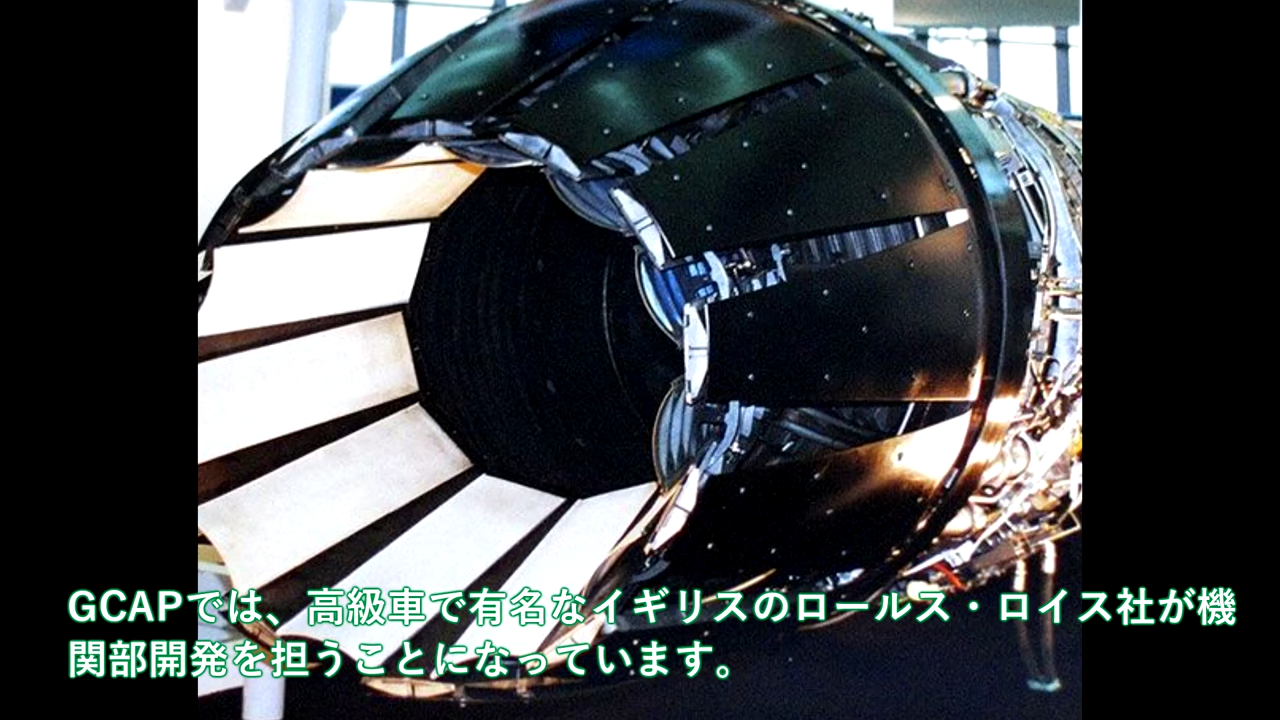 GCAPでは、高級車で有名なイギリスのロールス・ロイス社が機
関部開発を担うことになっています。